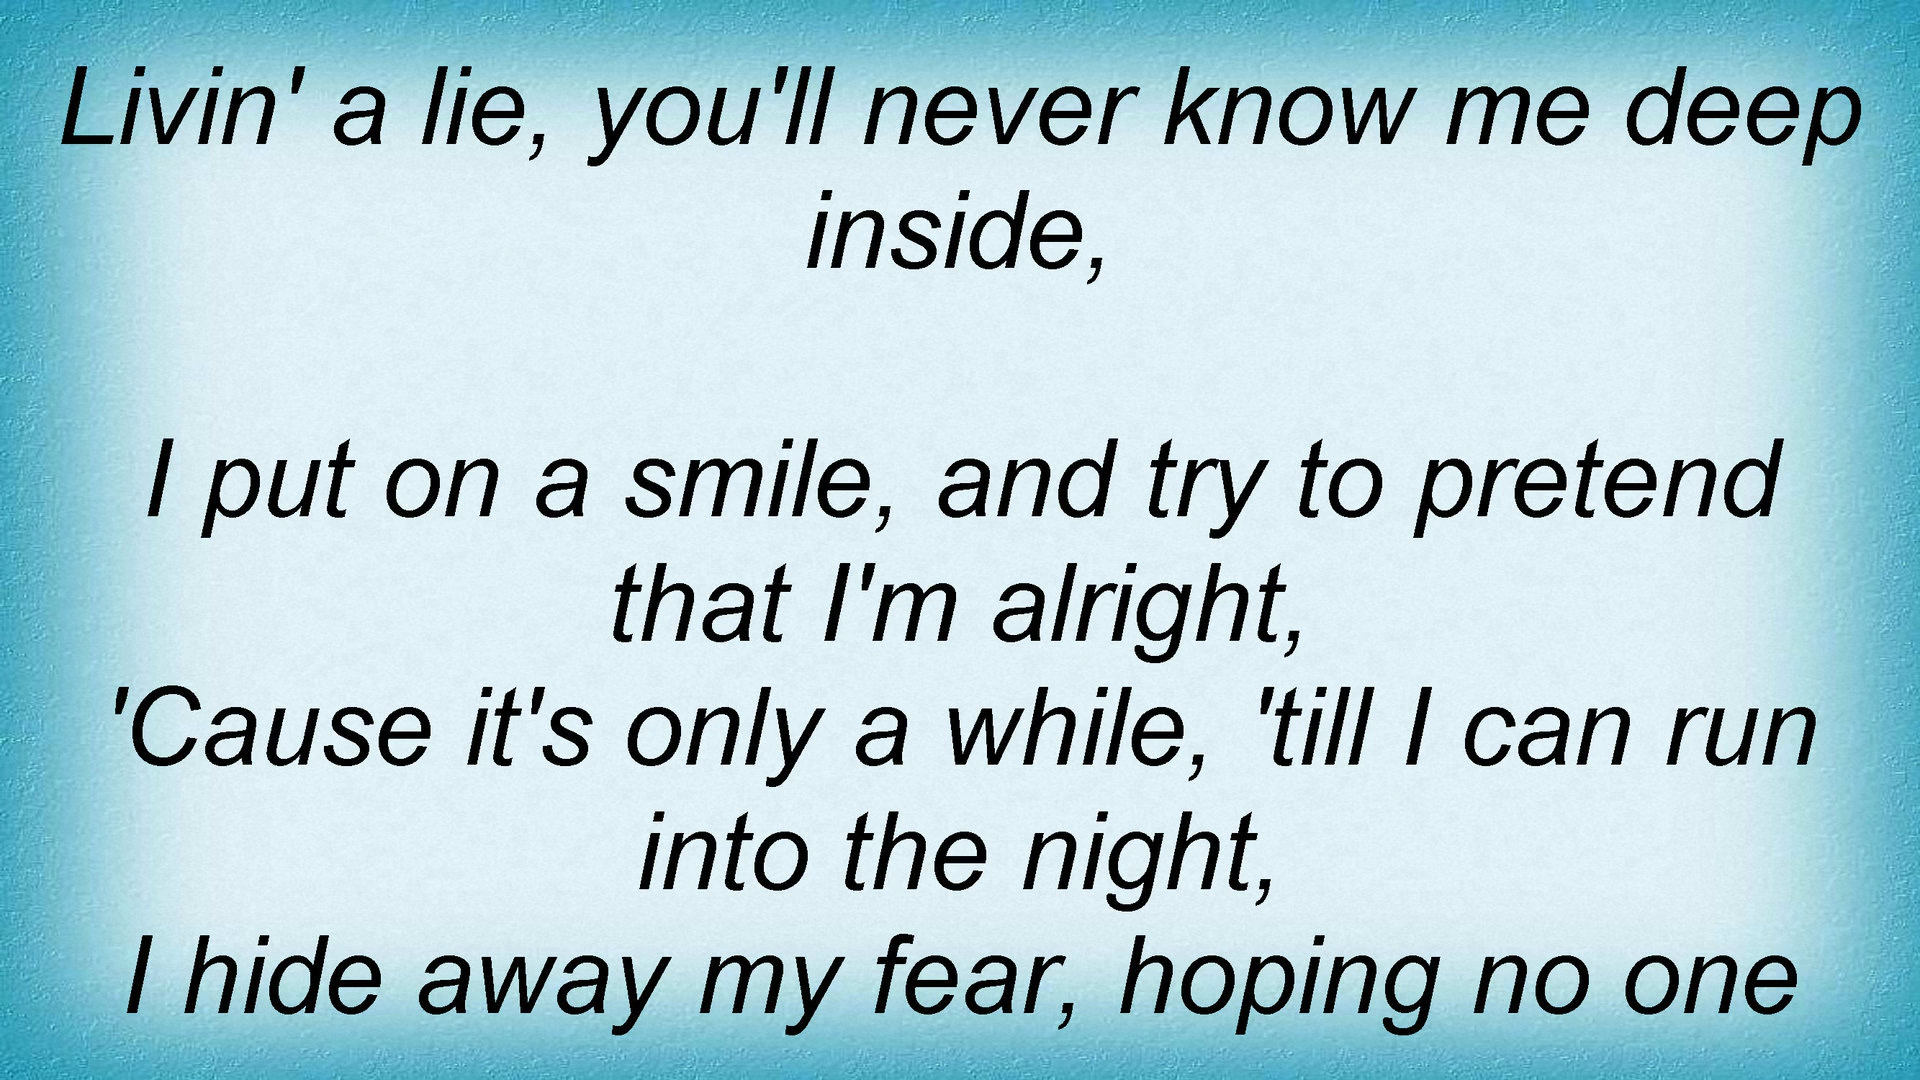 Livin' a lie, you'll never know me deep
inside,
I put on a smile, and try to pretend
that I'm alright,
'Cause it's only a while, 'till I can run
into the night,
I hide away my fear, hoping no one